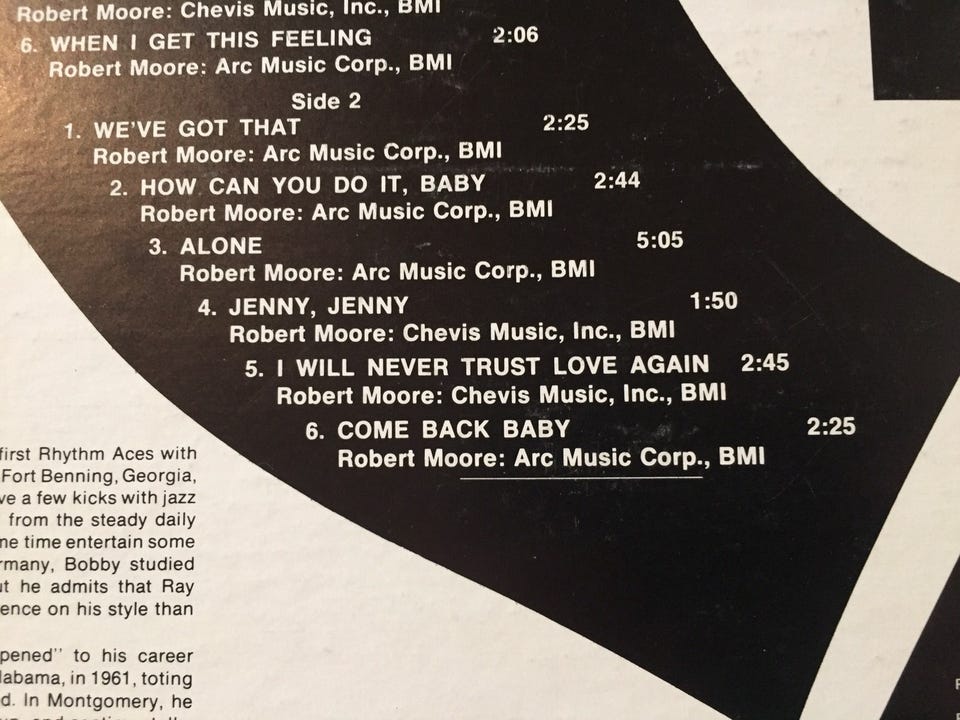 Robert Moore: Chevis Music, Inc., BMI
6. WHEN I GET THIS FEELING 2:06
Robert Moore: Arc Music Corp., BMI
Side 2
1. WE'VE GOT THAT 2:25
Robert Moore: Arc Music Corp., BMI
2. HOW CAN YOU DO IT, BABY 2:44
Robert Moore: Arc Music Corp., BMI
3. ALONE 5:05
Robert Moore: Arc Music Corp., BMI
4. JENNY, JENNY 1:50
Robert Moore: Chevis Music, Inc., BMI
5. I WILL NEVER TRUST LOVE AGAIN 2:45
Robert Moore: Chevis Music, Inc., BMI
6. COME BACK BABY 2:25
Robert Moore: Arc Music Corp., BMI
first Rhythm Aces with
Fort Benning, Georgia,
ve a few kicks with jazz
from the steady daily
me time entertain some
rmany, Bobby studied
ut he admits that Ray
ence on his style than
pened" to his career
labama, in 1961, toting
d. In Montgomery, he